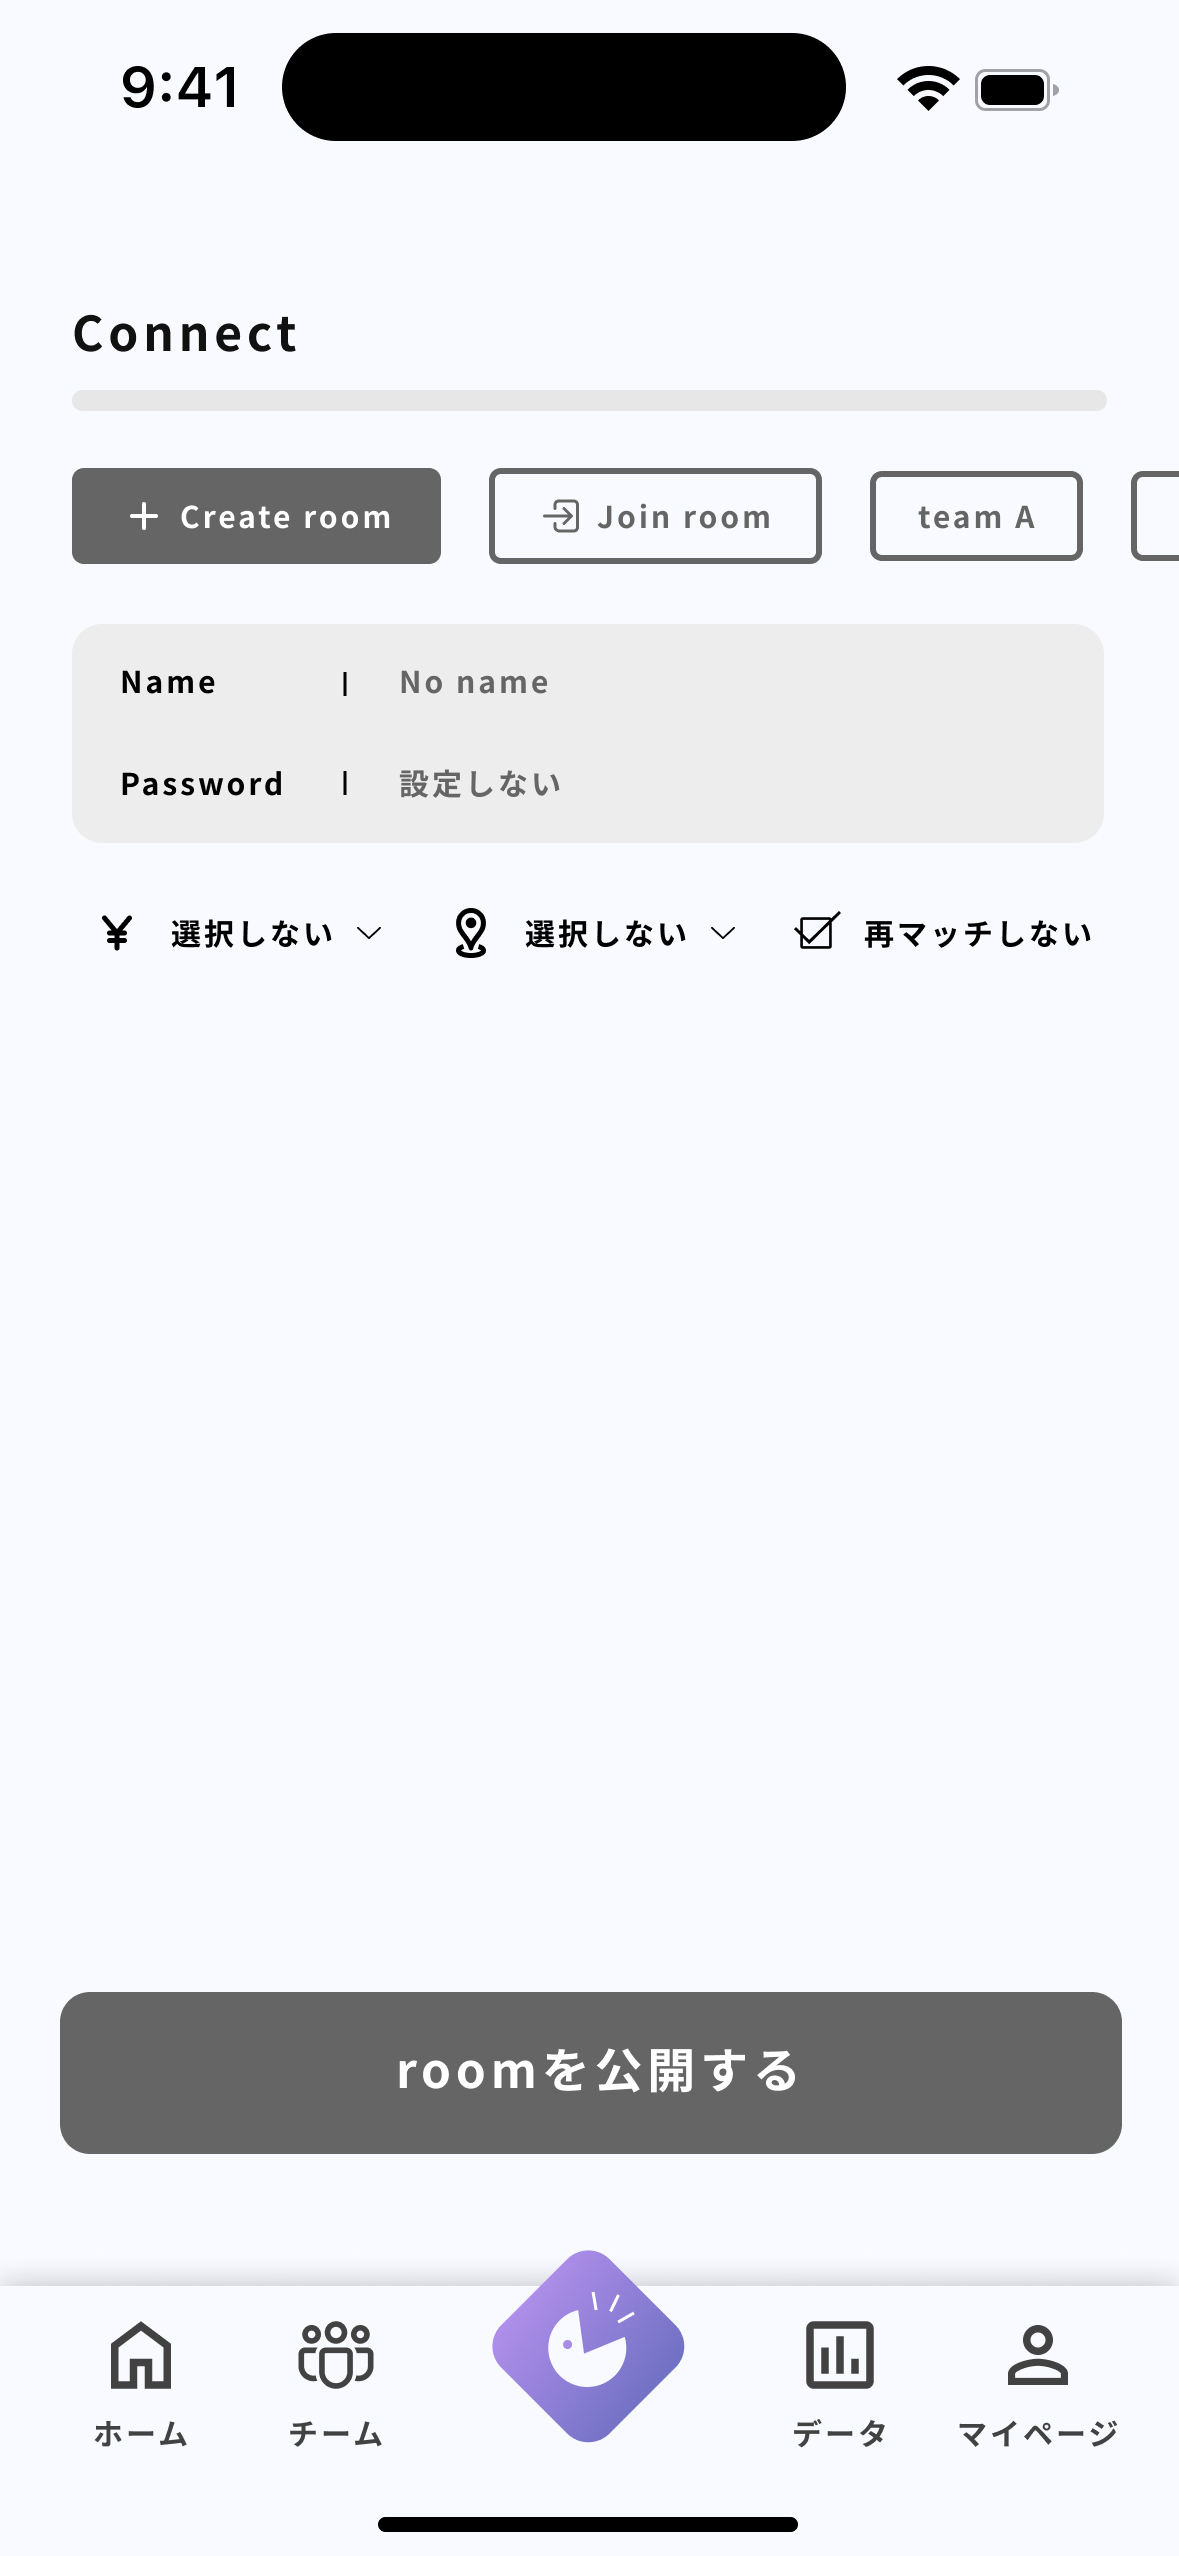 9:41
Connect
Create room Join room team A
Name 　No name
Password 　設定しない
選択しない 選択しない 再マッチしない
roomを公開する
ホーム チーム データ マイページ